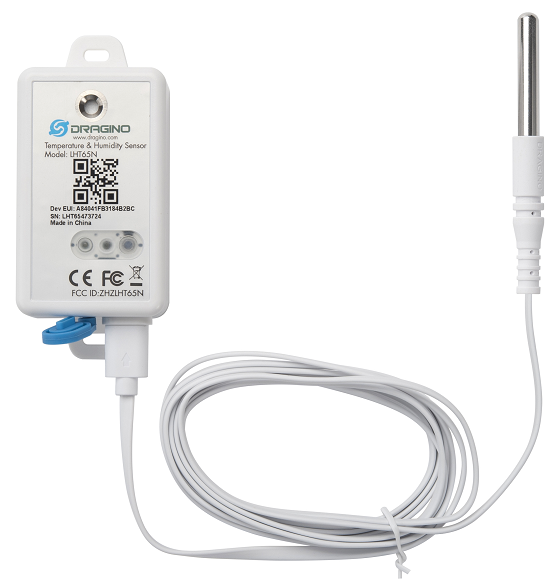 DRAGINO
www.dragino.com
Temperature & Humidity Sensor
Model: LHT65N
Dev EUI: A84041FB3184B2BC
SN: LHT65473724
Made in China
CE FC
FCC ID:ZHZLHT65N